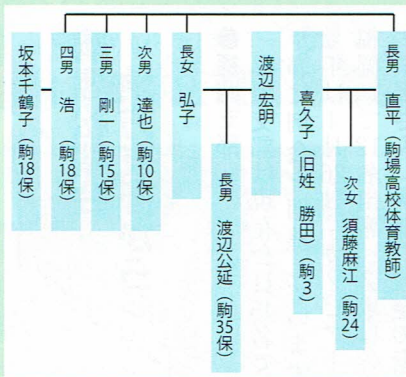 長男 直平（駒場高校体育教師）
次女 須藤麻江（駒24）
喜久子（旧姓 勝田）（駒3）
渡辺 宏明
長男 渡辺公延（駒35保）
長女 弘子
次男 達也（駒10保）
三男 剛一（駒15保）
四男 浩 （駒18保）
坂本千鶴子（駒18保）